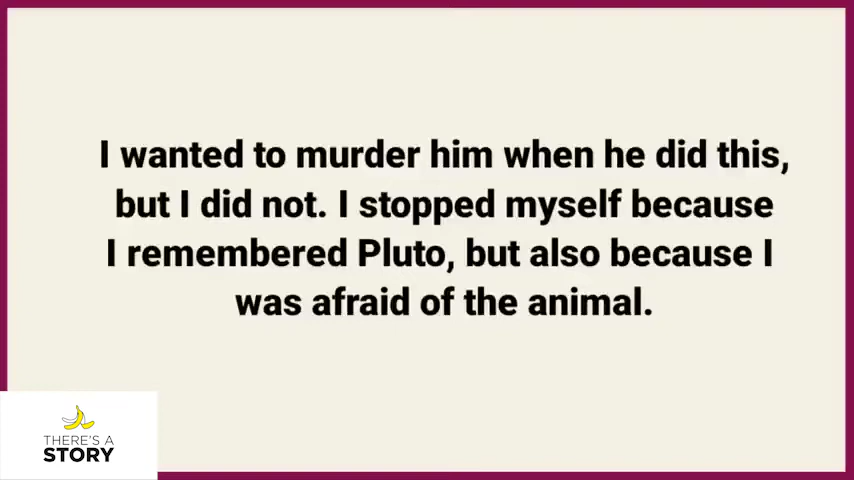 I wanted to murder him when he did this,
but I did not. I stopped myself because
I remembered Pluto, but also because I
was afraid of the animal.
THERE'S A
STORY